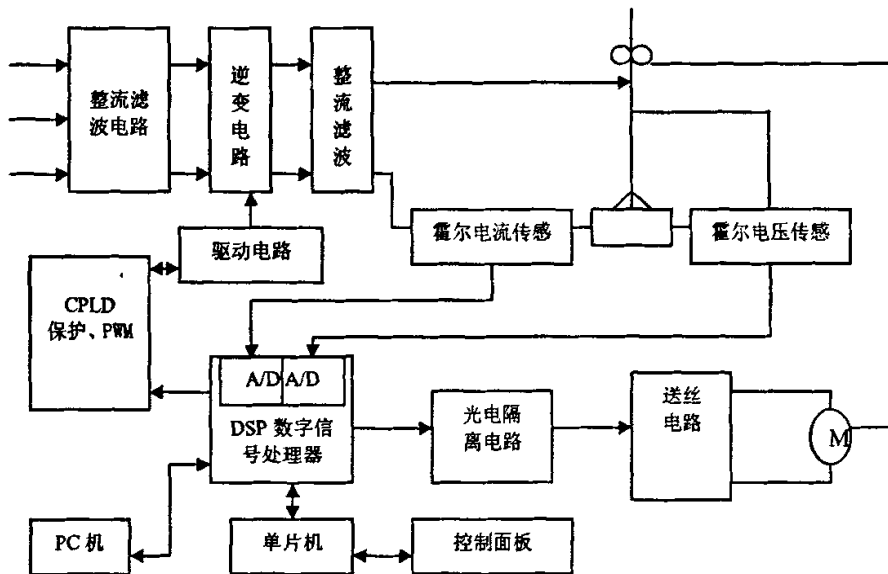 整流滤
波电路
逆
变
电
路
整
流
滤
波
霍尔电流传感
霍尔电压传感
驱动电路
CPLD
保护、PWM
A/D A/D
DSP 数字信
号处理器
光电隔
离电路
送丝
电路
M
PC 机
单片机
控制面板